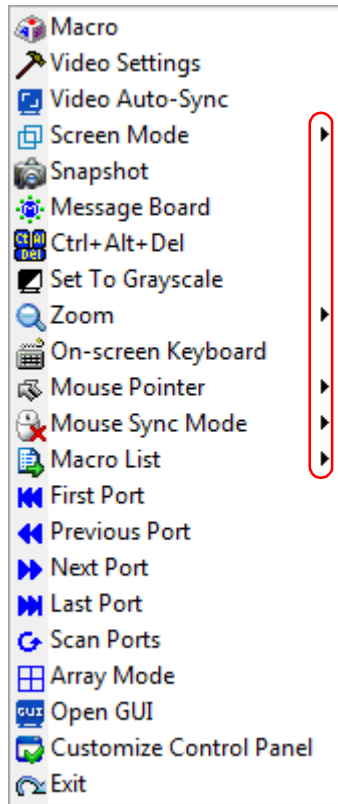 Macro
Video Settings
Video Auto-Sync
Screen Mode
Snapshot
Message Board
Ctrl+Alt+Del
Set To Grayscale
Zoom
On-screen Keyboard
Mouse Pointer
Mouse Sync Mode
Macro List
First Port
Previous Port
Next Port
Last Port
Scan Ports
Array Mode
GUI Open GUI
Customize Control Panel
Exit